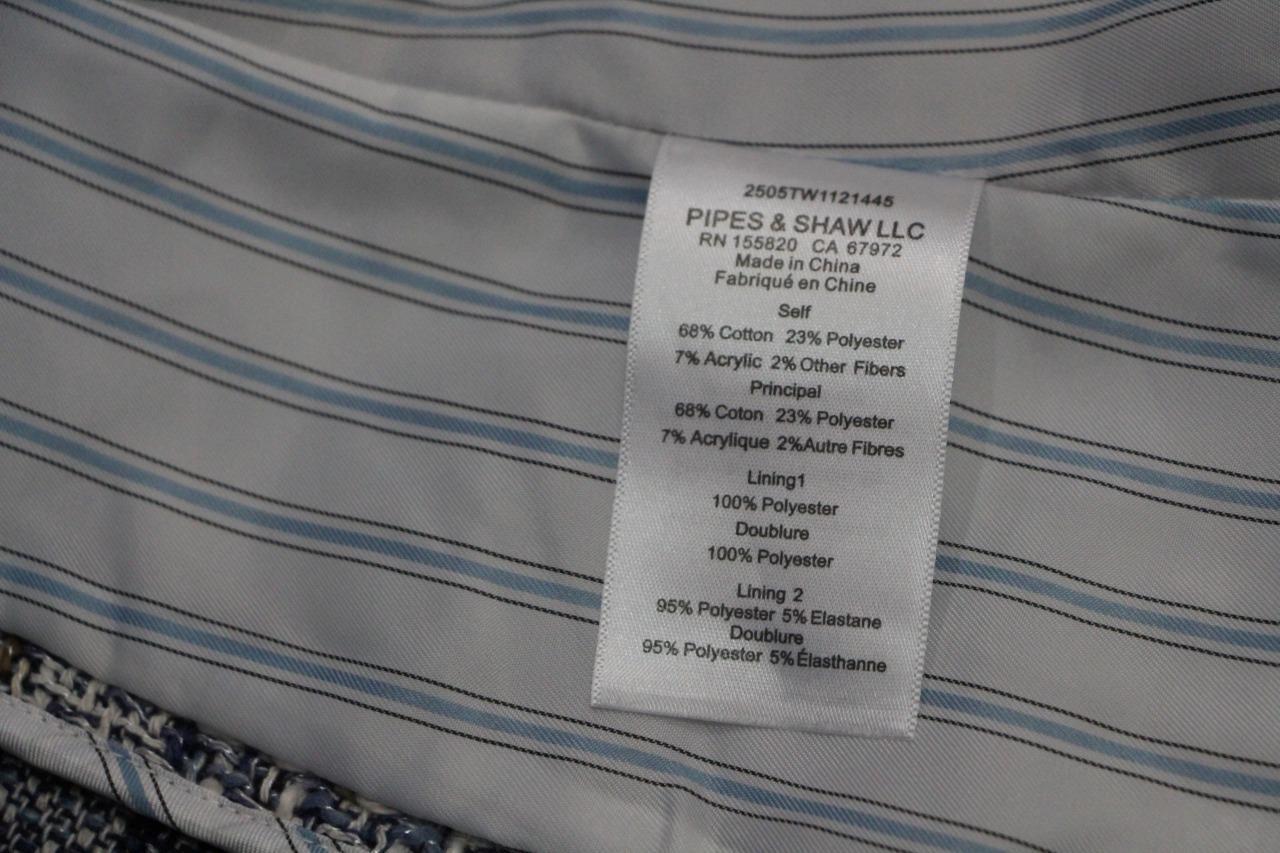 2505TW1121445
PIPES & SHAW LLC
RN 155820 CA 67972
Made in China
Fabriqué en Chine
Self
68% Cotton 23% Polyester
7% Acrylic 2% Other Fibers
Principal
68% Coton 23% Polyester
7% Acrylique 2%Autre Fibres
Lining1
100% Polyester
Doublure
100% Polyester
Lining 2
95% Polyester 5% Elastane
Doublure
95% Polyester 5% Élasthanne